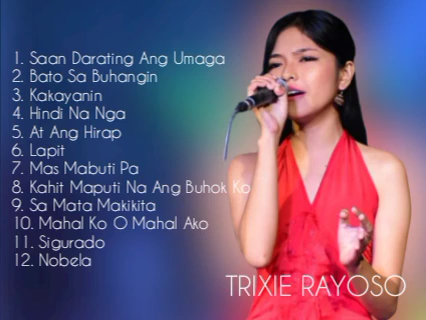 1. Saan Darating Ang Umaga
2. Bato Sa Buhangin
3. Kakayanin
4. Hindi Na Nga
5. At Ang Hirap
6. Lapit
7. Mas Mabuti Pa
8. Kahit Maputi Na Ang Buhok Ko
9. Sa Mata Makikita
10. Mahal Ko O Mahal Ako
11. Sigurado
12. Nobela
TRIXIE RAYOSO